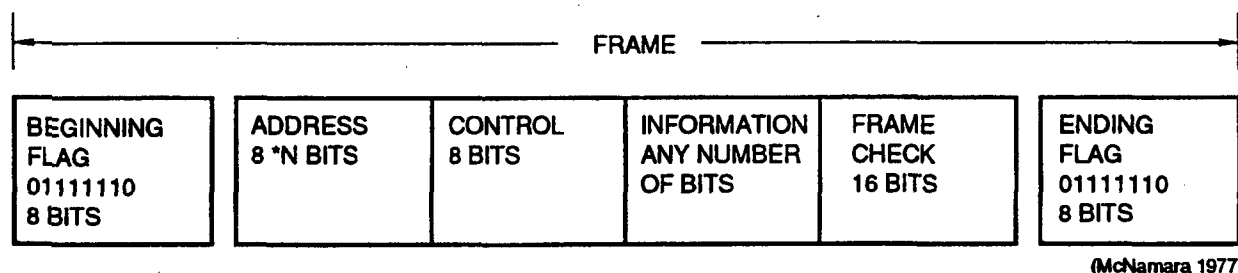 FRAME
BEGINNING
FLAG
01111110
8 BITS
ADDRESS
8 *N BITS
CONTROL
8 BITS
INFORMATION
ANY NUMBER
OF BITS
FRAME
CHECK
16 BITS
ENDING
FLAG
01111110
8 BITS
(McNamara 1977